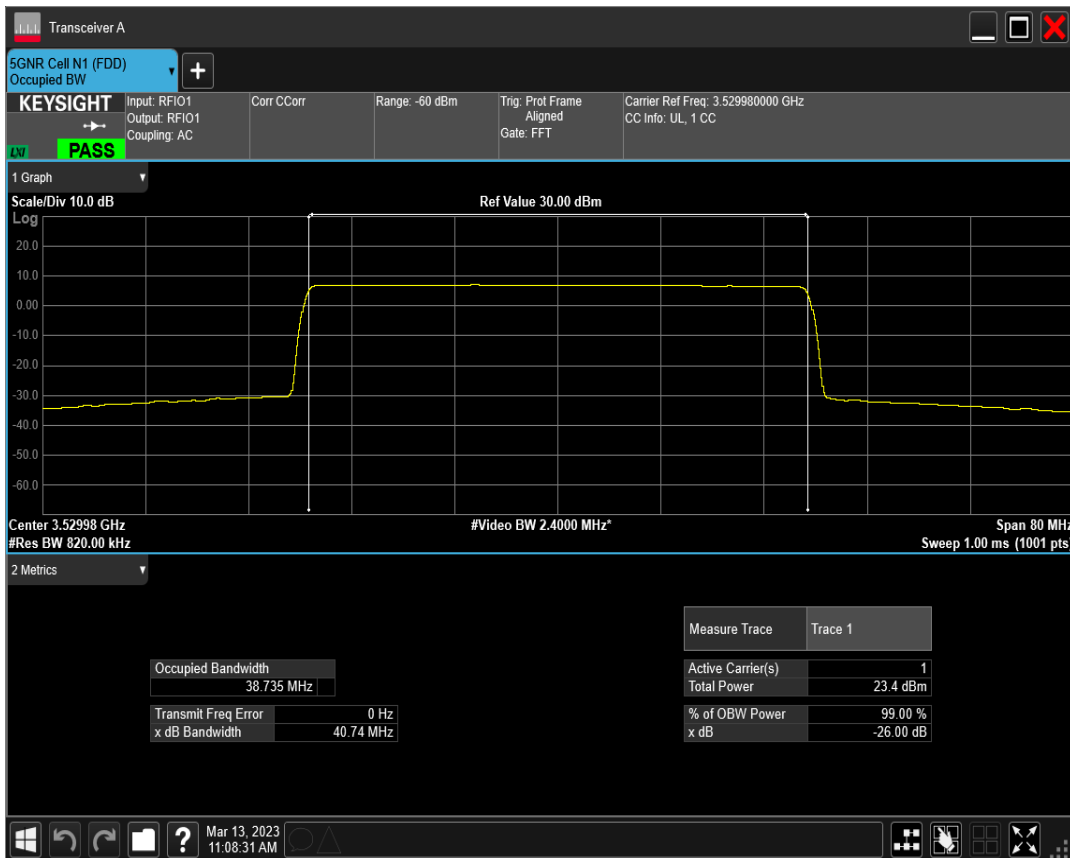 Transceiver A
5GNR Cell N1 (FDD)
Occupied BW
KEYSIGHT
LXI
PASS
Input: RFIO1
Output: RFIO1
Coupling: AC
Corr CCorr
Range: -60 dBm
Trig: Prot Frame
Aligned
Gate: FFT
Carrier Ref Freq: 3.529980000 GHz
CC Info: UL, 1 CC
1 Graph
Scale/Div 10.0 dB
Ref Value 30.00 dBm
Log
20.0
10.0
0.00
-10.0
-20.0
-30.0
-40.0
-50.0
-60.0
Center 3.52998 GHz
#Video BW 2.4000 MHz*
Span 80 MHz
#Res BW 820.00 kHz
Sweep 1.00 ms (1001 pts)
2 Metrics
Measure Trace Trace 1
Occupied Bandwidth
38.735 MHz
Active Carrier(s) 1
Total Power 23.4 dBm
Transmit Freq Error 0 Hz
x dB Bandwidth 40.74 MHz
% of OBW Power 99.00 %
x dB -26.00 dB
?
Mar 13, 2023
11:08:31 AM